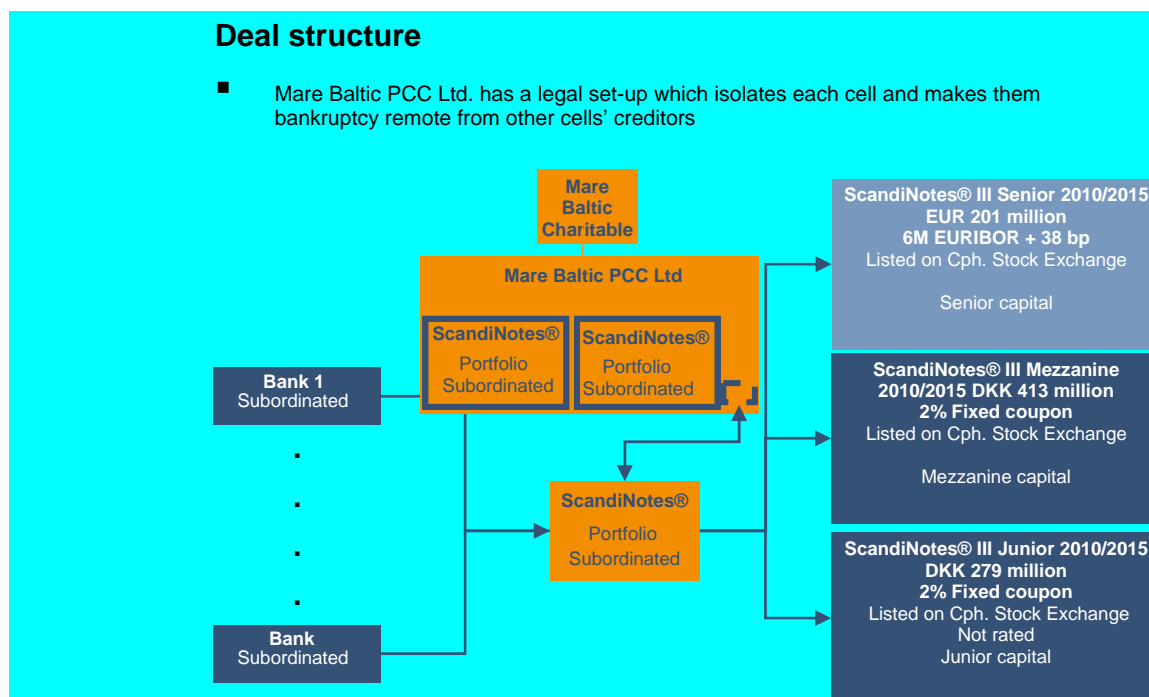 Deal structure
▪ Mare Baltic PCC Ltd. has a legal set-up which isolates each cell and makes them
bankruptcy remote from other cells’ creditors
Mare
Baltic
Charitable
Mare Baltic PCC Ltd
ScandiNotes®
Portfolio
Subordinated
ScandiNotes®
Portfolio
Subordinated
Bank 1
Subordinated
.
.
.
.
Bank
Subordinated
ScandiNotes®
Portfolio
Subordinated
ScandiNotes® III Senior 2010/2015
EUR 201 million
6M EURIBOR + 38 bp
Listed on Cph. Stock Exchange
Senior capital
ScandiNotes® III Mezzanine
2010/2015 DKK 413 million
2% Fixed coupon
Listed on Cph. Stock Exchange
Mezzanine capital
ScandiNotes® III Junior 2010/2015
DKK 279 million
2% Fixed coupon
Listed on Cph. Stock Exchange
Not rated
Junior capital